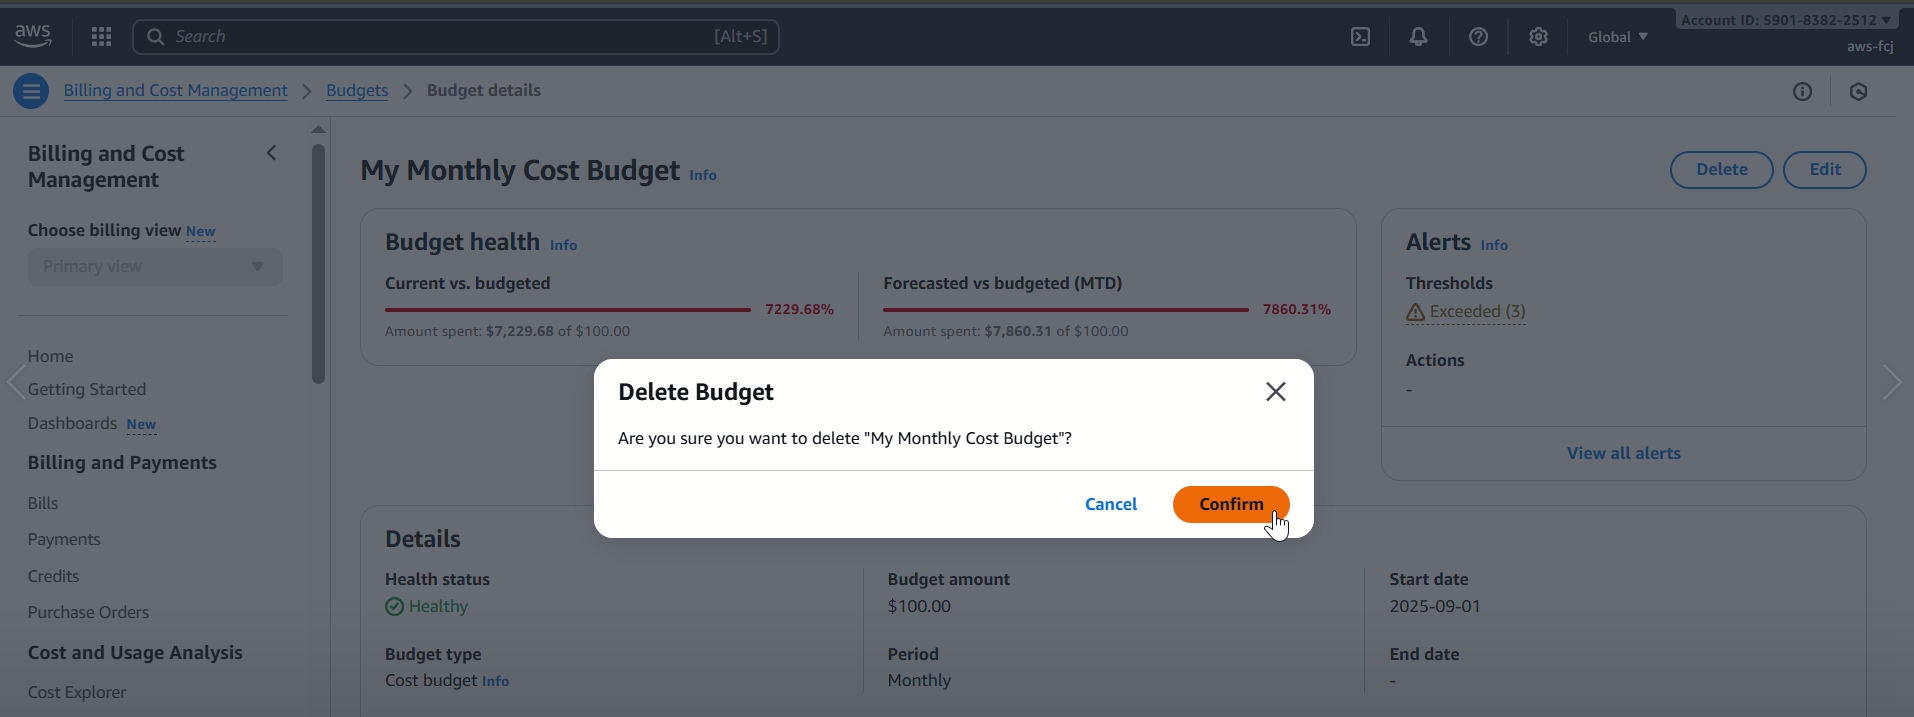 aws
Search [Alt+S]
Global ▼
Account ID: 5901-8382-2512 ▼
aws-fcj
Billing and Cost Management > Budgets > Budget details
Billing and Cost
Management
Choose billing view New
Primary view
Home
Getting Started
Dashboards New
Billing and Payments
Bills
Payments
Credits
Purchase Orders
Cost and Usage Analysis
Cost Explorer
My Monthly Cost Budget Info
Delete
Edit
Budget health Info
Current vs. budgeted
7229.68%
Amount spent: $7,229.68 of $100.00
Forecasted vs budgeted (MTD)
7860.31%
Amount spent: $7,860.31 of $100.00
Alerts Info
Thresholds
Exceeded (3)
Actions
-
View all alerts
Delete Budget
Are you sure you want to delete "My Monthly Cost Budget"?
Cancel
Confirm
Details
Health status
Healthy
Budget type
Cost budget Info
Budget amount
$100.00
Period
Monthly
Start date
2025-09-01
End date
-